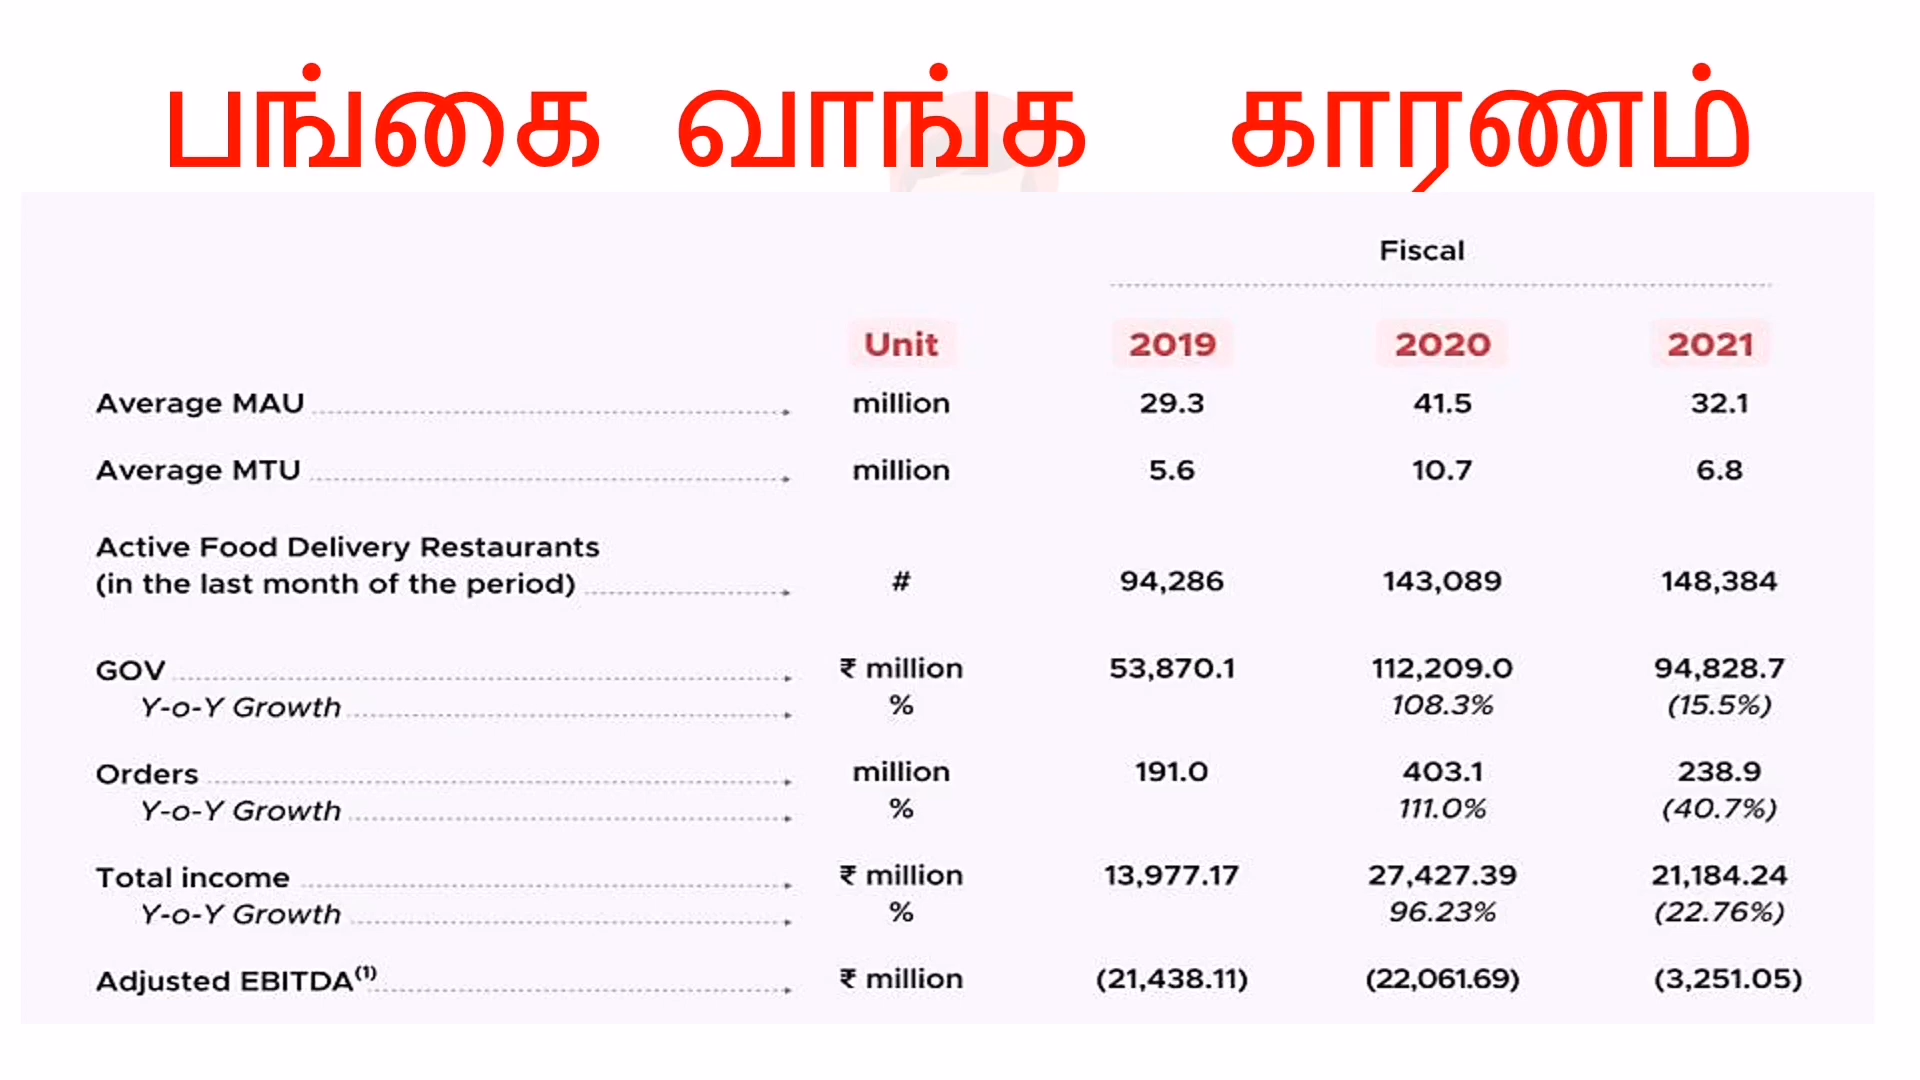 பங்கை வாங்க காரணம்
Fiscal
Unit 2019 2020 2021
Average MAU million 29.3 41.5 32.1
Average MTU million 5.6 10.7 6.8
Active Food Delivery Restaurants
(in the last month of the period) # 94,286 143,089 148,384
GOV ₹ million 53,870.1 112,209.0 94,828.7
Y-o-Y Growth % 108.3% (15.5%)
Orders million 191.0 403.1 238.9
Y-o-Y Growth % 111.0% (40.7%)
Total income ₹ million 13,977.17 27,427.39 21,184.24
Y-o-Y Growth % 96.23% (22.76%)
Adjusted EBITDA(1) ₹ million (21,438.11) (22,061.69) (3,251.05)